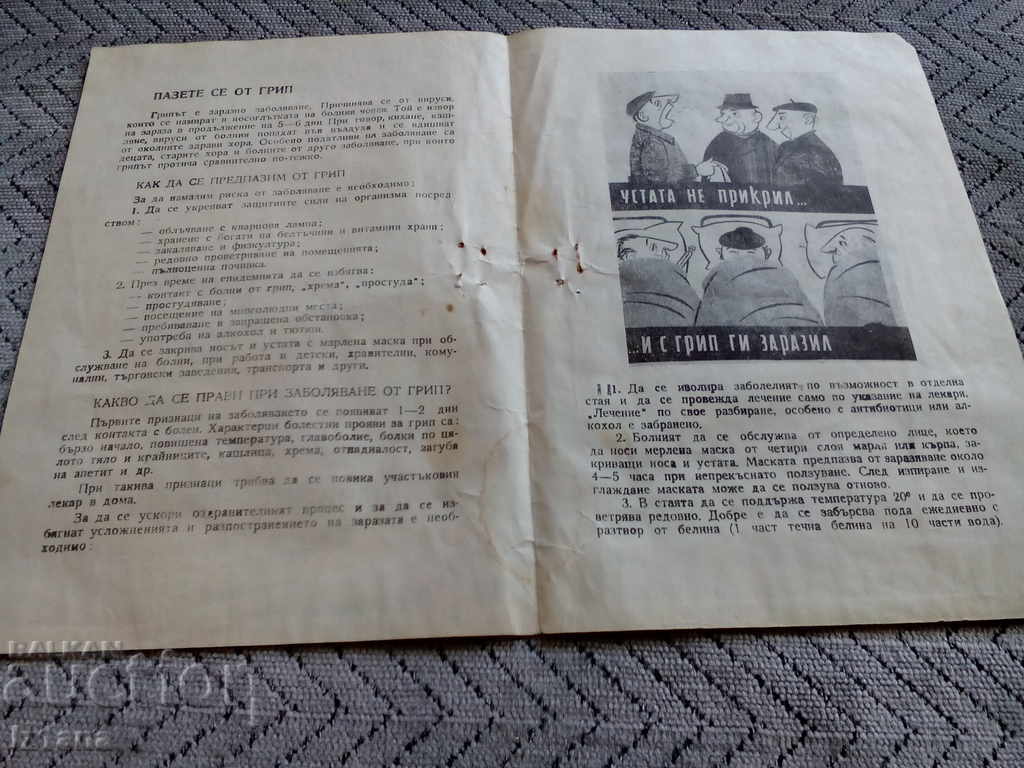 ПАЗЕТЕ СЕ ОТ ГРИП
Грипът е заразно заболяване. Причинява се от вируси,
които се намират в носоглътката на болния човек. Той е извор
на зараза в продължение на 5—6 дни При говор, кихане, каш-
ляне, вируси от болния попадат във въздуха и се вдишват
от околните здрави хора. Особено податливи на заболяване са
децата, старите хора и болните от друго заболяване, при които
грипът протича сравнително по-тежко.
КАК ДА СЕ ПРЕДПАЗИМ ОТ ГРИП
За да намалим риска от заболяване е необходимо;
1. Да се укрепват защитните сили на организма посред
ством:
— облъчване с кварцова лампа;
— хранене с богати на белтъчини и витамини храни;
— закаляване и физкултура;
— редовно проветряване на помещенията;
— пълноценна почивка.
2. През време на епидемията да се избягва:
— контакт с болни от грип, „хрема", „простуда";
— простудяване;
— посещение на многолюдни места;
— пребиваване в запрашена обстановка;
— употреба на алкохол и тютюн.
3. Да се закрива носът и устата с марлена маска при об-
служване на болни, при работа в детски, хранителни, кому-
нални, търговски заведения, транспорта и други.
КАКВО ДА СЕ ПРАВИ ПРИ ЗАБОЛЯВАНЕ ОТ ГРИП?
Първите признаци на заболяването се появяват 1—2 дни
след контакта с болен. Характерни болестни прояви за грип са:
бързо начало, повишена температура, главоболие, болки по ця-
лото тяло и крайниците, кашлица, хрема, отпадналост, загуба
на апетит и др.
При такива признаци трябва да се повика участъковия
лекар в дома.
За да се ускори оздравителният процес и за да се из-
бягнат усложненията и разпространението на заразата е необ-
ходимо:
УСТАТА НЕ ПРИКРИЛ...
...И С ГРИП ГИ ЗАРАЗИЛ
1. Да се изолира заболелият по възможност в отделна
стая и да се провежда лечение само по указание на лекаря.
„Лечение" по свое разбиране, особено с антибиотици или ал-
кохол е забранено.
2. Болният да се обслужва от определено лице, което
да носи мерлена маска от четири слоя марля или кърпа, за-
криващи носа и устата. Маската предпазва от заразяване около
4—5 часа при непрекъснато ползуване. След изпиране и из-
глаждане маската може да се ползува отново.
3. В стаята да се поддържа температура 20° и да се про-
ветрява редовно. Добре е да се забърсва пода ежедневно с
разтвор от белина (1 част течна белина на 10 части вода).
BALKAN
auction
Iziana